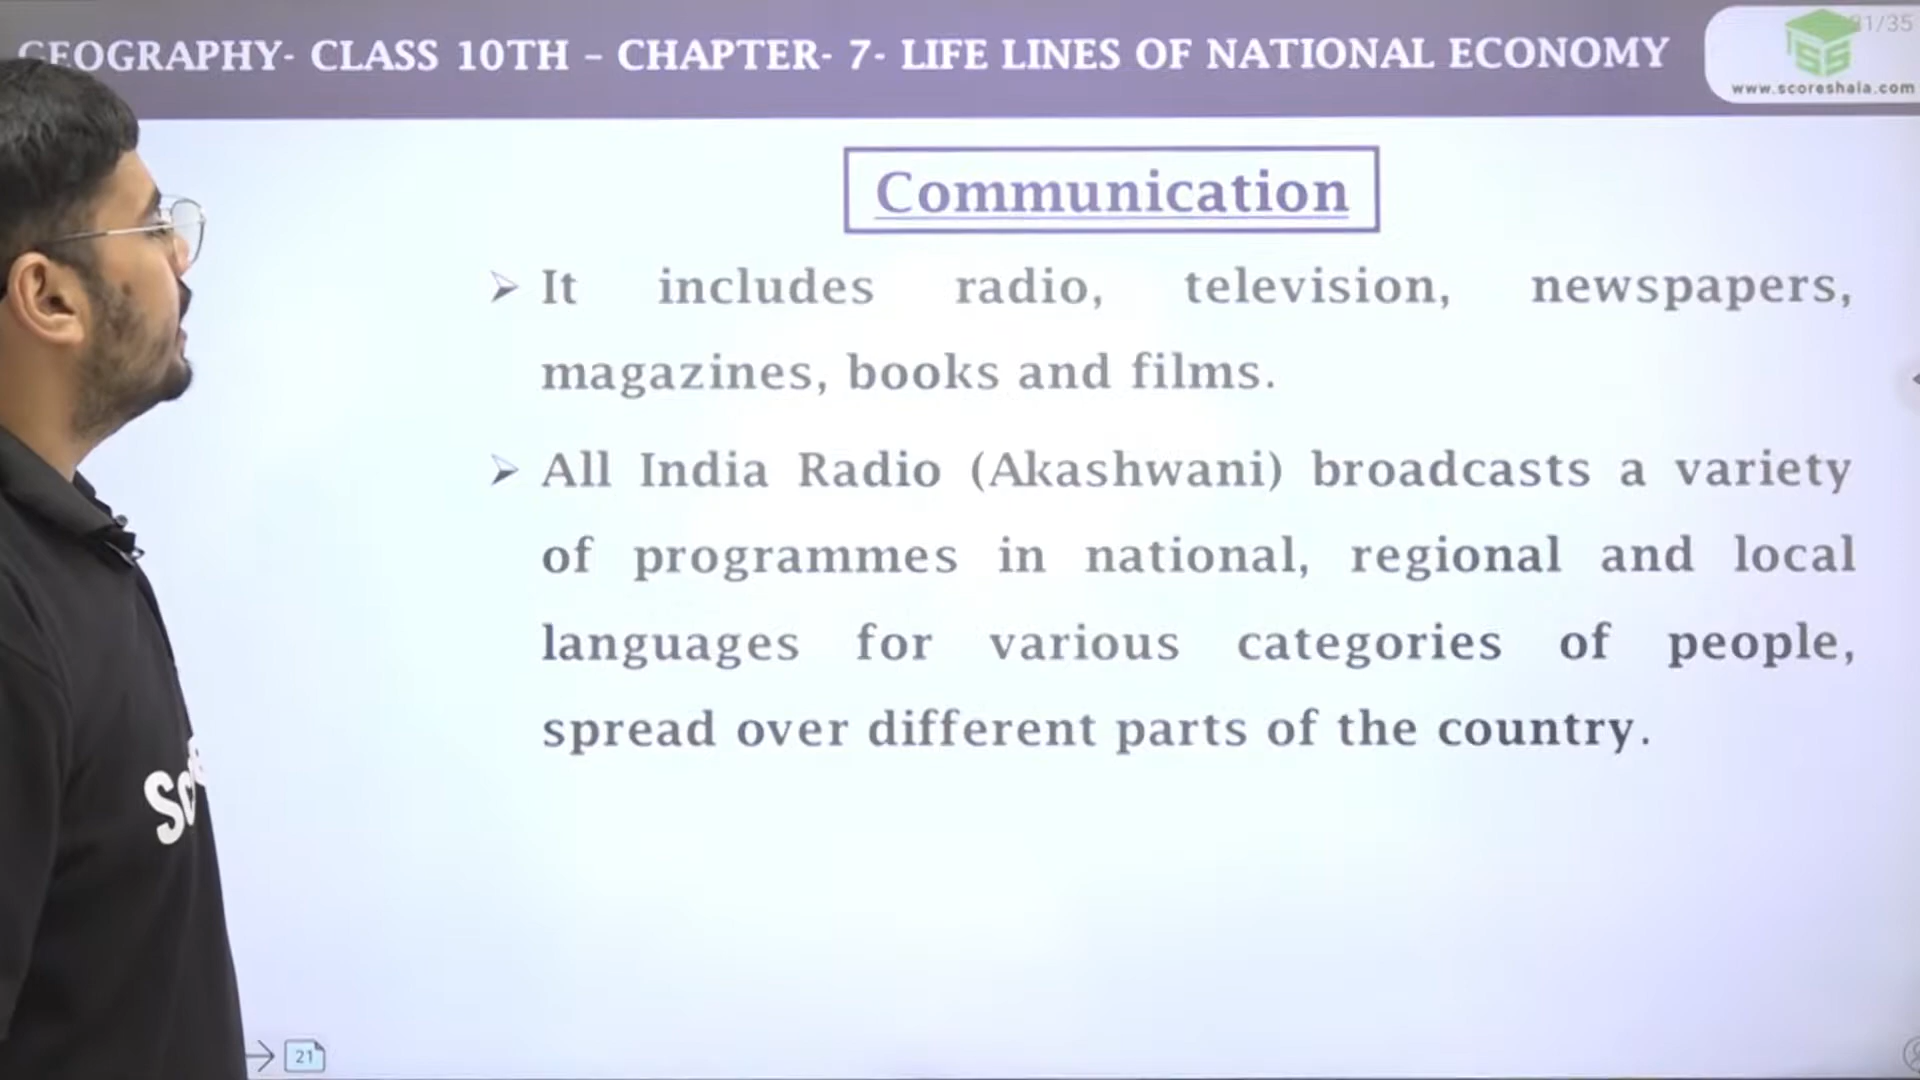 GEOGRAPHY- CLASS 10TH – CHAPTER- 7- LIFE LINES OF NATIONAL ECONOMY
21/35
www.scoreshala.com
Communication
➢ It includes radio, television, newspapers,
magazines, books and films.
➢ All India Radio (Akashwani) broadcasts a variety
of programmes in national, regional and local
languages for various categories of people,
spread over different parts of the country.
21